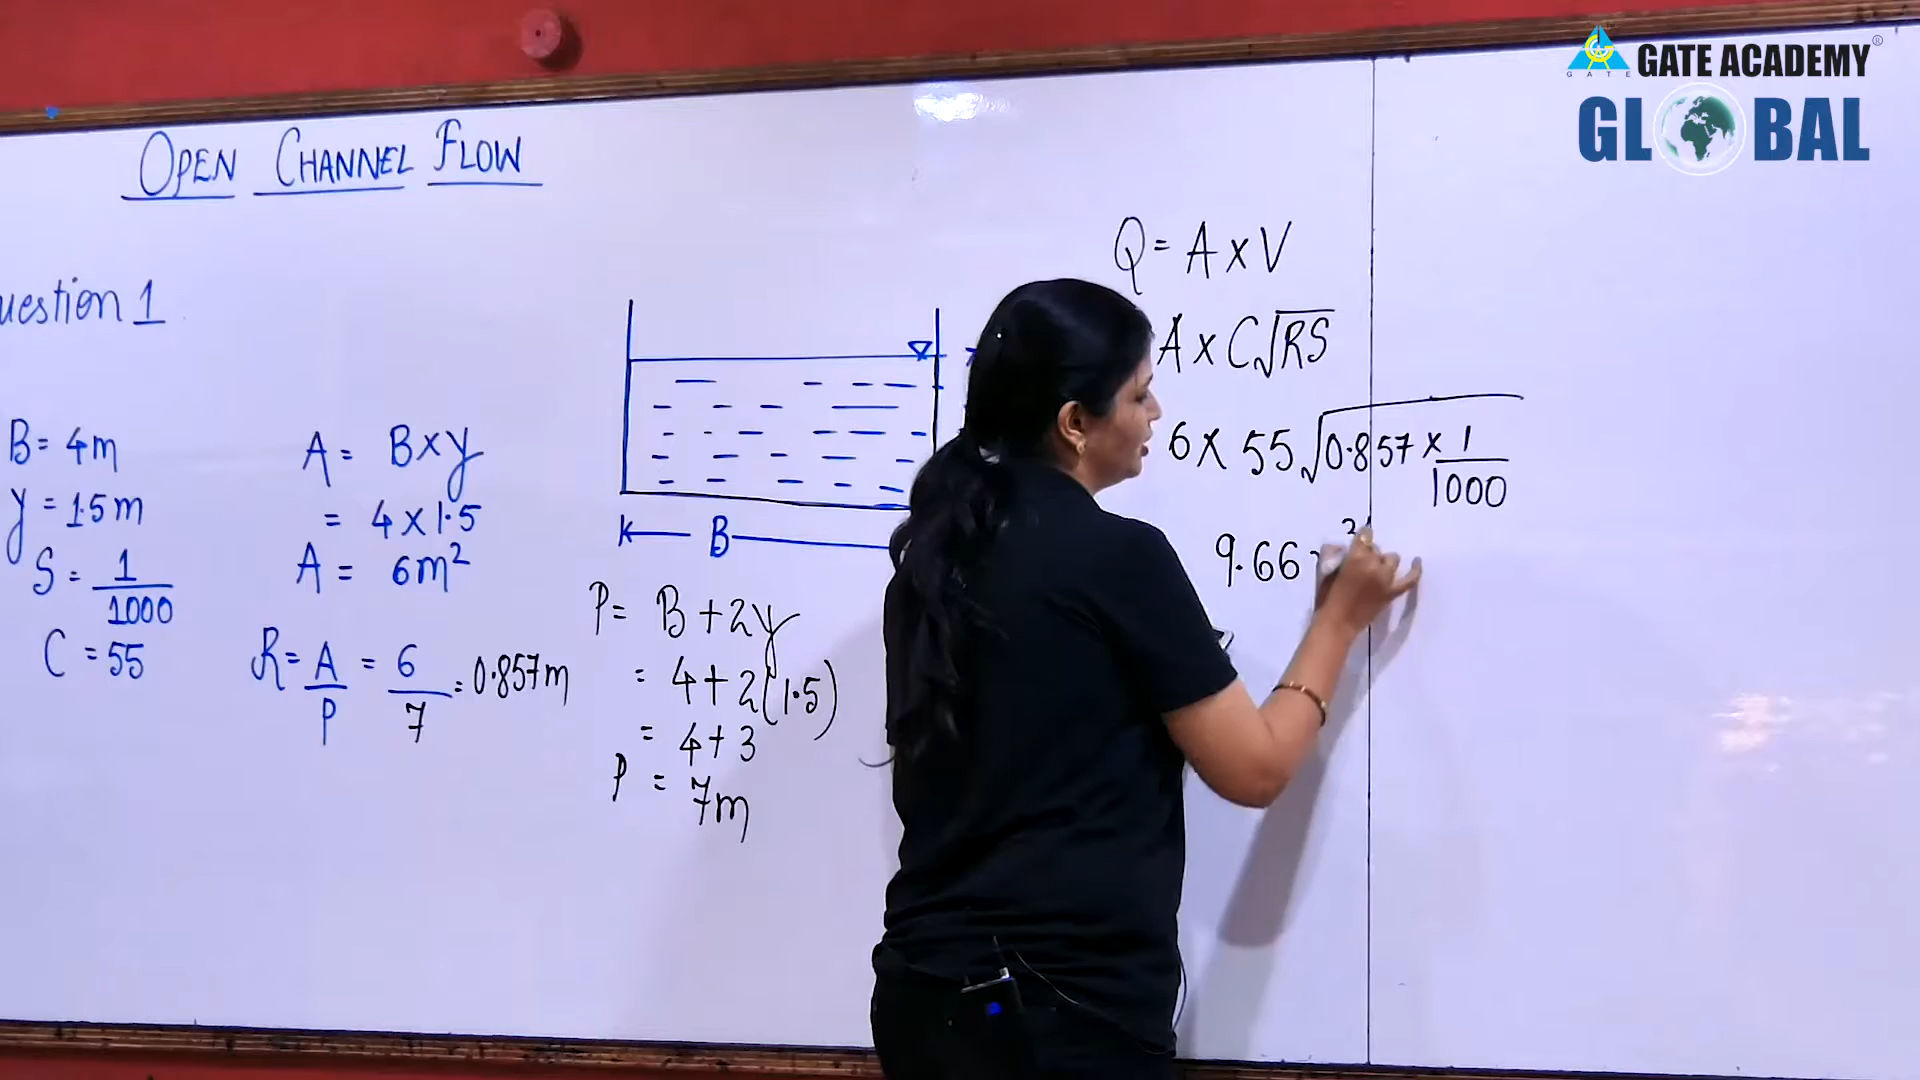 GATE ACADEMY®
GATE
GLOBAL
OPEN CHANNEL FLOW
uestion 1
B = 4m
y = 1.5m
S = 1/1000
C = 55
A = B×y
= 4×1.5
A = 6m²
R = A/P = 6/7 = 0.857m
B
P = B+2y
= 4+2(1.5)
= 4+3
P = 7m
Q = A×V
A×C√RS
6×55√0.857×1/1000
9.66